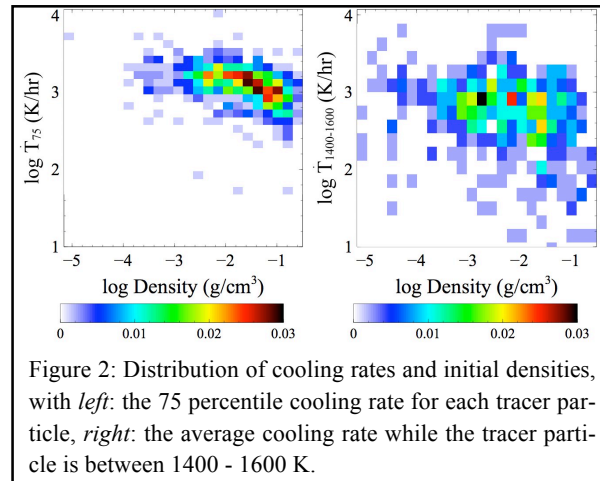 4
3
2
1
log Ṫ75 (K/hr)
−5 −4 −3 −2 −1
log Density (g/cm³)
0 0.01 0.02 0.03
4
3
2
1
log Ṫ1400-1600 (K/hr)
−5 −4 −3 −2 −1
log Density (g/cm³)
0 0.01 0.02 0.03
Figure 2: Distribution of cooling rates and initial densities,
with left: the 75 percentile cooling rate for each tracer par-
ticle, right: the average cooling rate while the tracer parti-
cle is between 1400 - 1600 K.